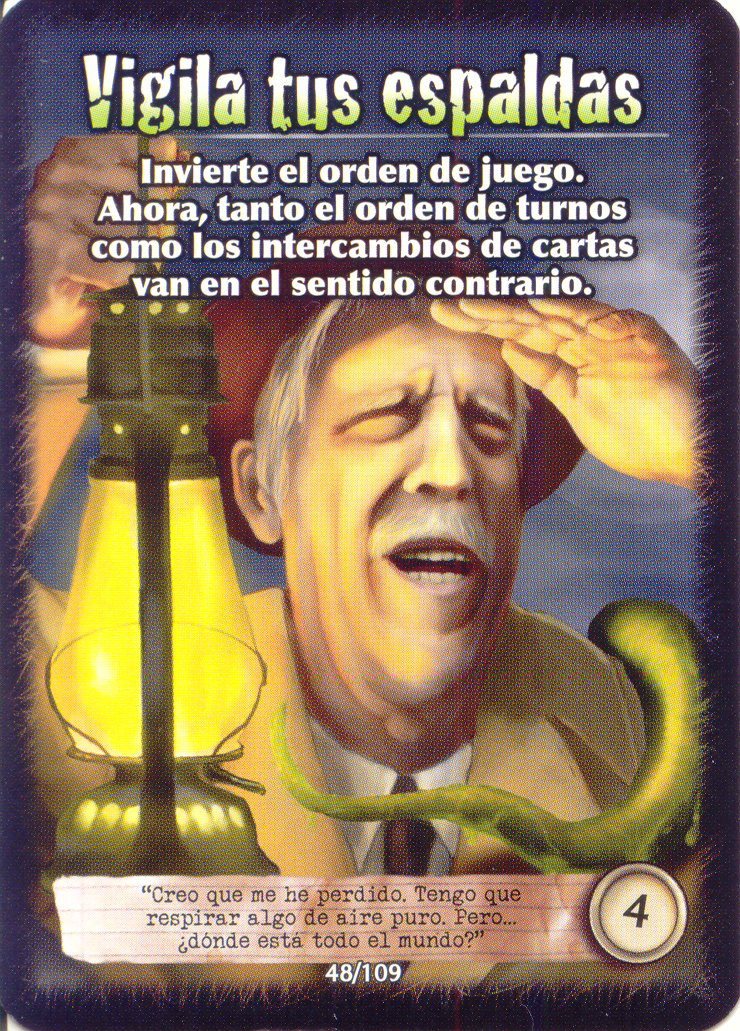 Vigila tus espaldas
Invierte el orden de juego.
Ahora, tanto el orden de turnos
como los intercambios de cartas
van en el sentido contrario.
“Creo que me he perdido. Tengo que
respirar algo de aire puro. Pero...
¿dónde está todo el mundo?”
4
48/109